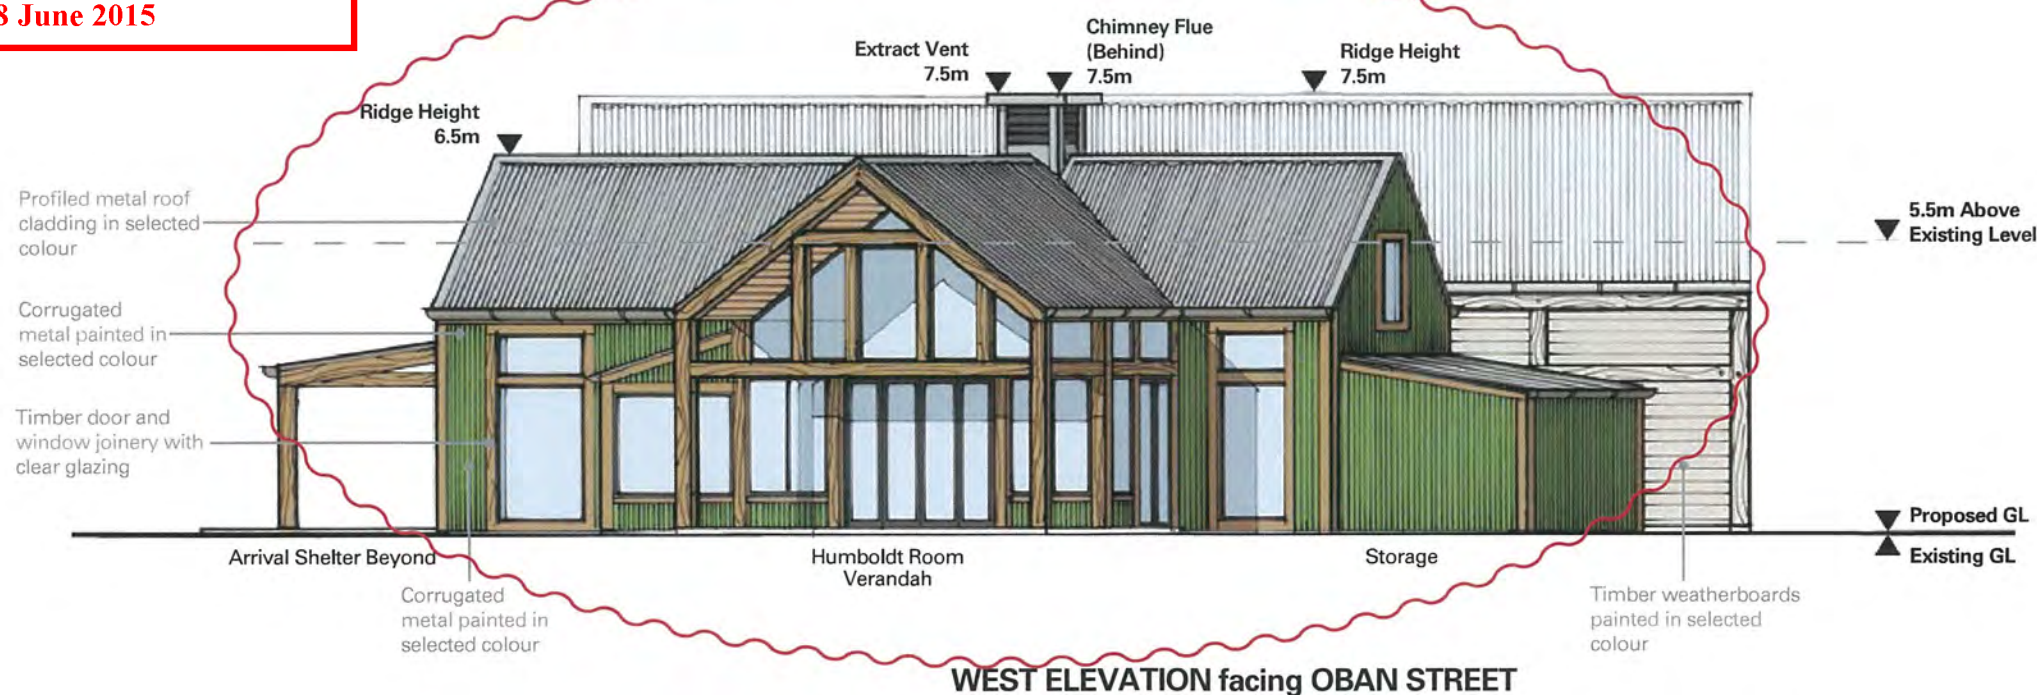 8 June 2015
Extract Vent
7.5m
Chimney Flue
(Behind)
7.5m
Ridge Height
7.5m
Ridge Height
6.5m
Profiled metal roof
cladding in selected
colour
5.5m Above
Existing Level
Corrugated
metal painted in
selected colour
Timber door and
window joinery with
clear glazing
Proposed GL
Existing GL
Arrival Shelter Beyond
Humboldt Room
Verandah
Storage
Corrugated
metal painted in
selected colour
Timber weatherboards
painted in selected
colour
WEST ELEVATION facing OBAN STREET